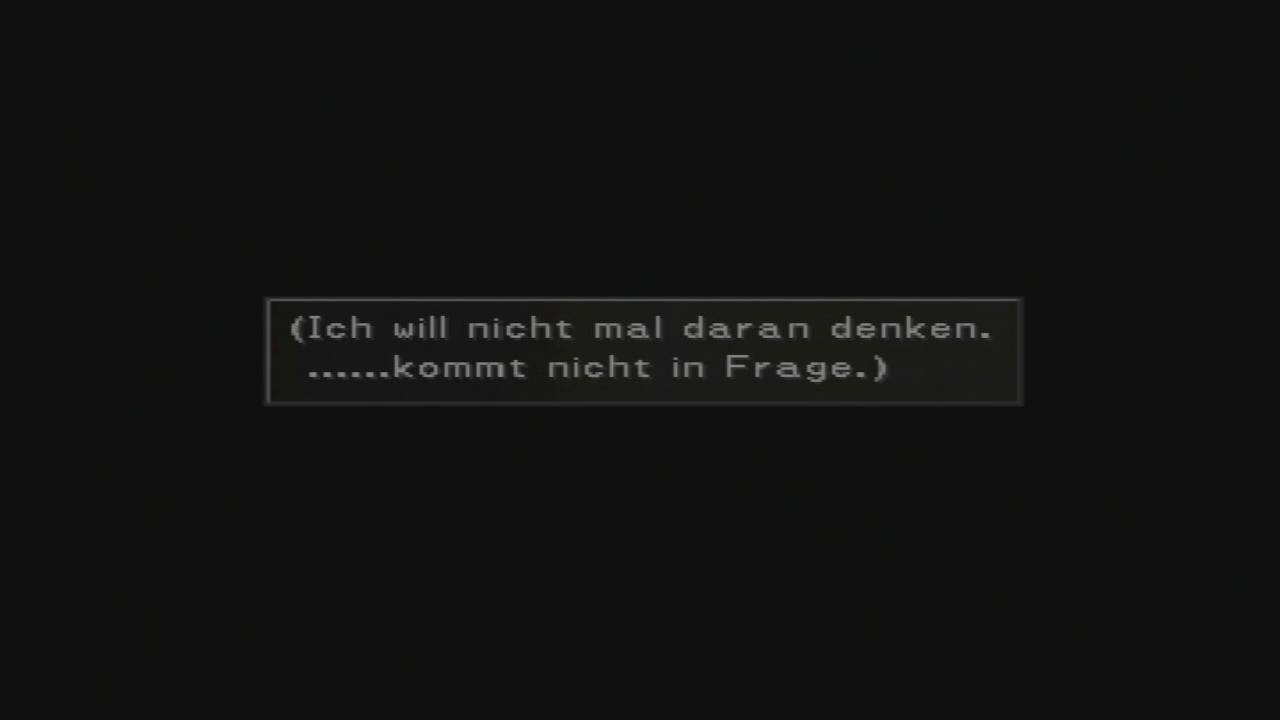 (Ich will nicht mal daran denken.
......kommt nicht in Frage.)